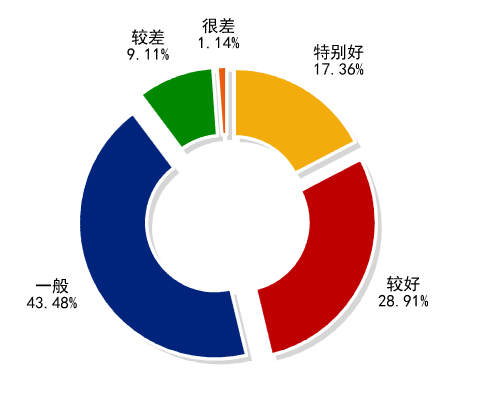 很差
1.14%
较差
9.11%
特别好
17.36%
较好
28.91%
一般
43.48%